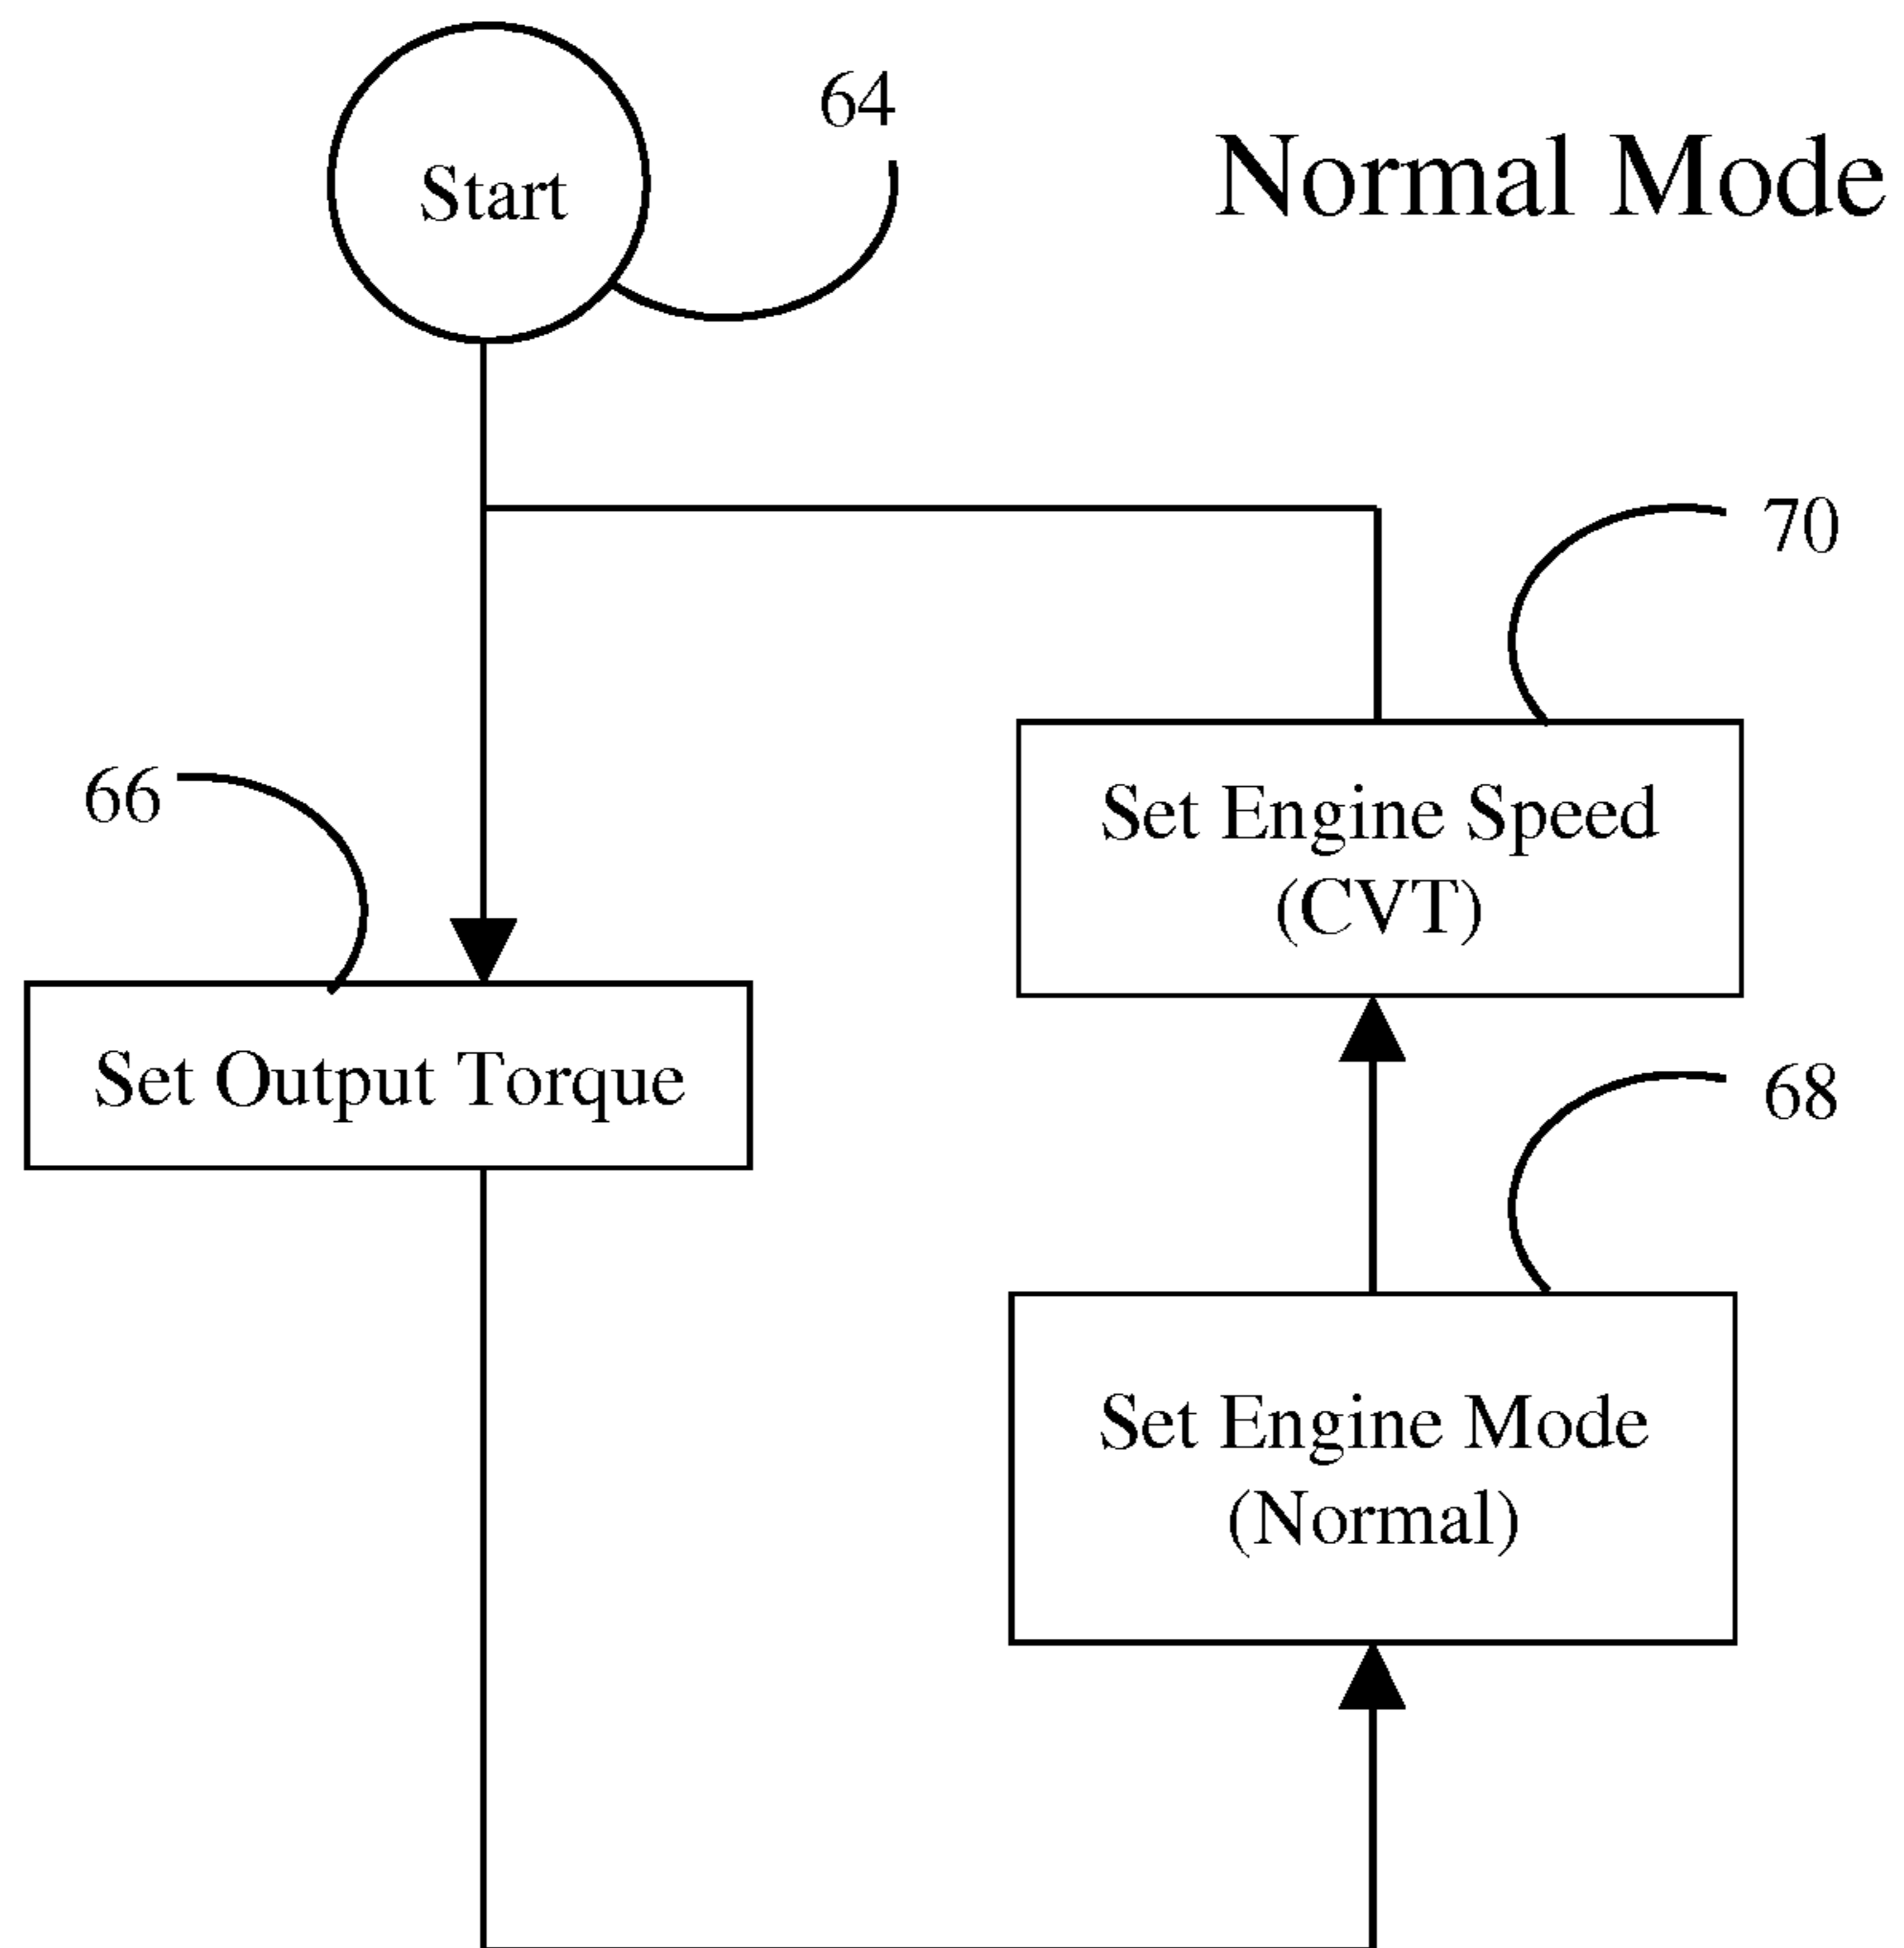 64
Start
Normal Mode
70
66
Set Engine Speed
(CVT)
Set Output Torque
68
Set Engine Mode
(Normal)